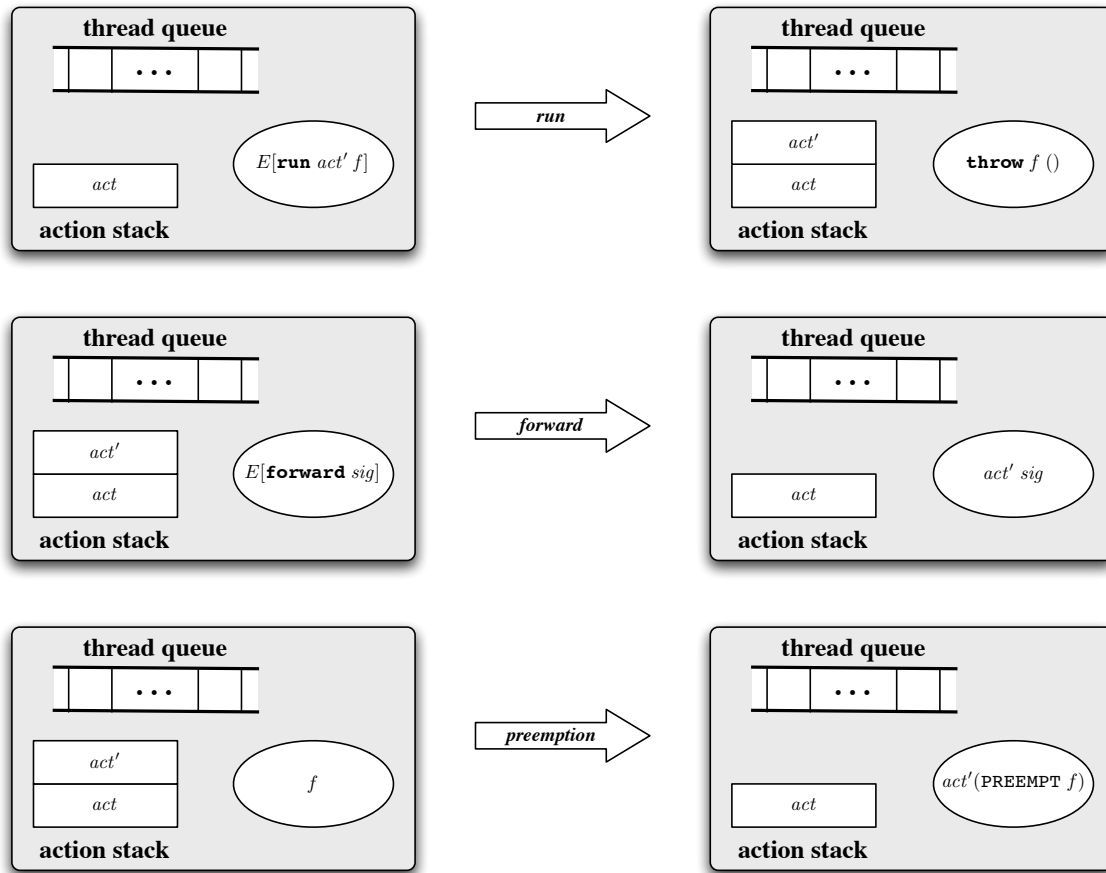 thread queue
• • •
act
E[run act′ f]
action stack
run
thread queue
• • •
act′
act
throw f ()
action stack
thread queue
• • •
act′
act
E[forward sig]
action stack
forward
thread queue
• • •
act
act′ sig
action stack
thread queue
• • •
act′
act
f
action stack
preemption
thread queue
• • •
act
act′(PREEMPT f)
action stack